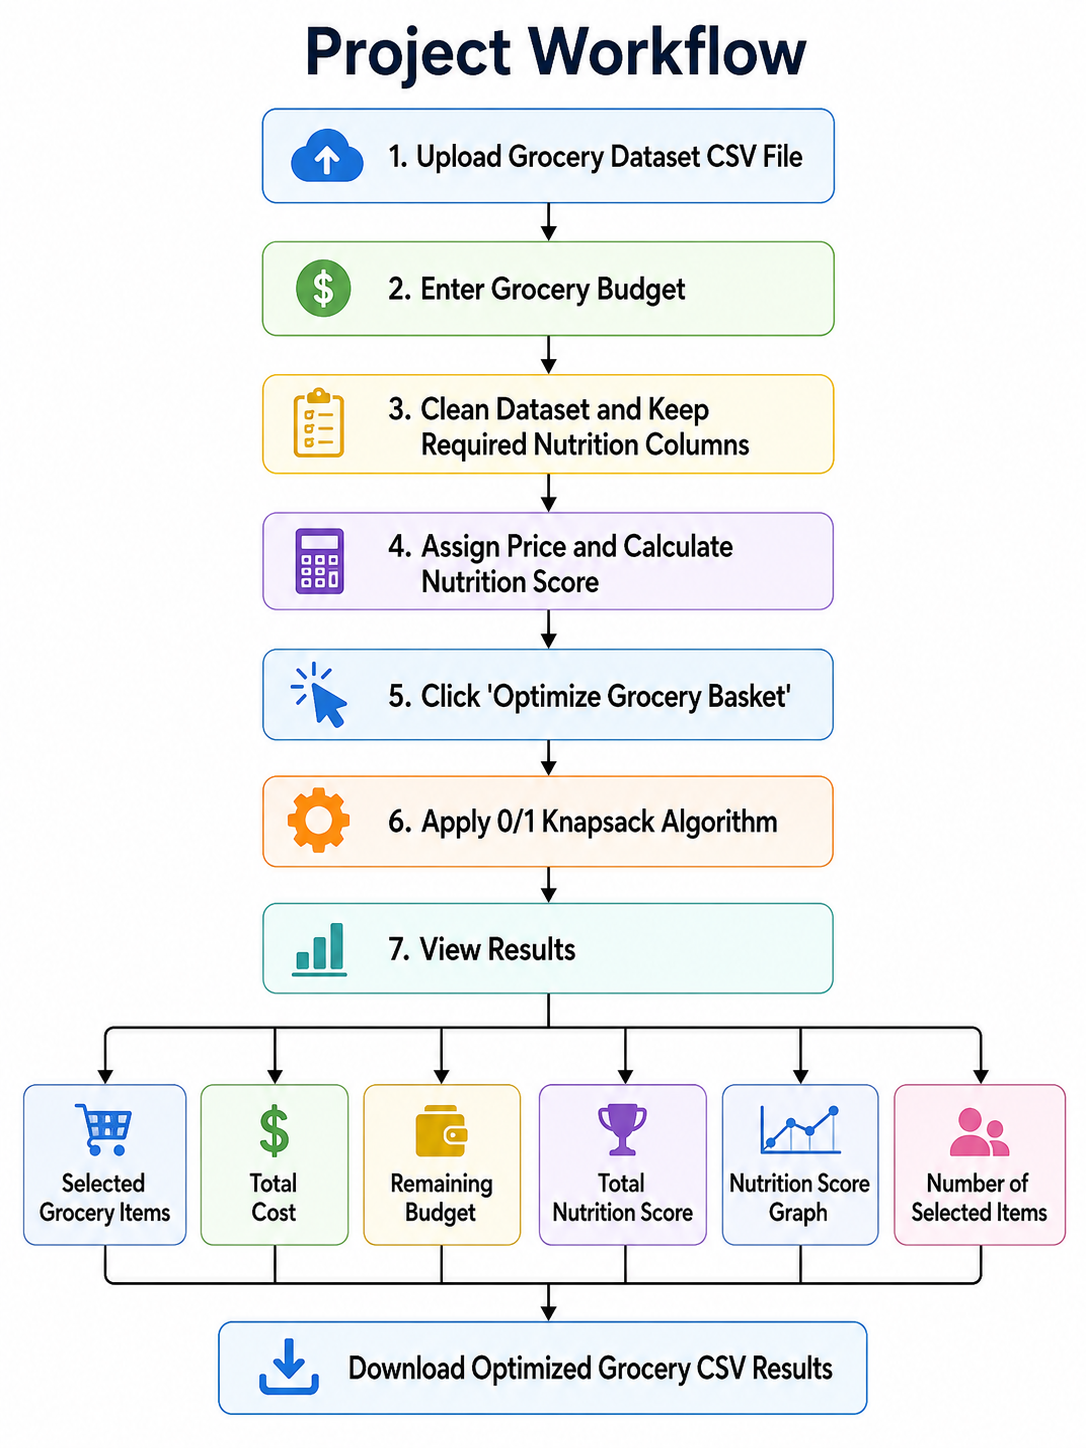 Project Workflow
1. Upload Grocery Dataset CSV File
$
2. Enter Grocery Budget
3. Clean Dataset and Keep
Required Nutrition Columns
4. Assign Price and Calculate
Nutrition Score
5. Click 'Optimize Grocery Basket'
6. Apply 0/1 Knapsack Algorithm
7. View Results
$
Selected
Grocery Items
Total
Cost
Remaining
Budget
Total
Nutrition Score
Nutrition Score
Graph
Number of
Selected Items
Download Optimized Grocery CSV Results